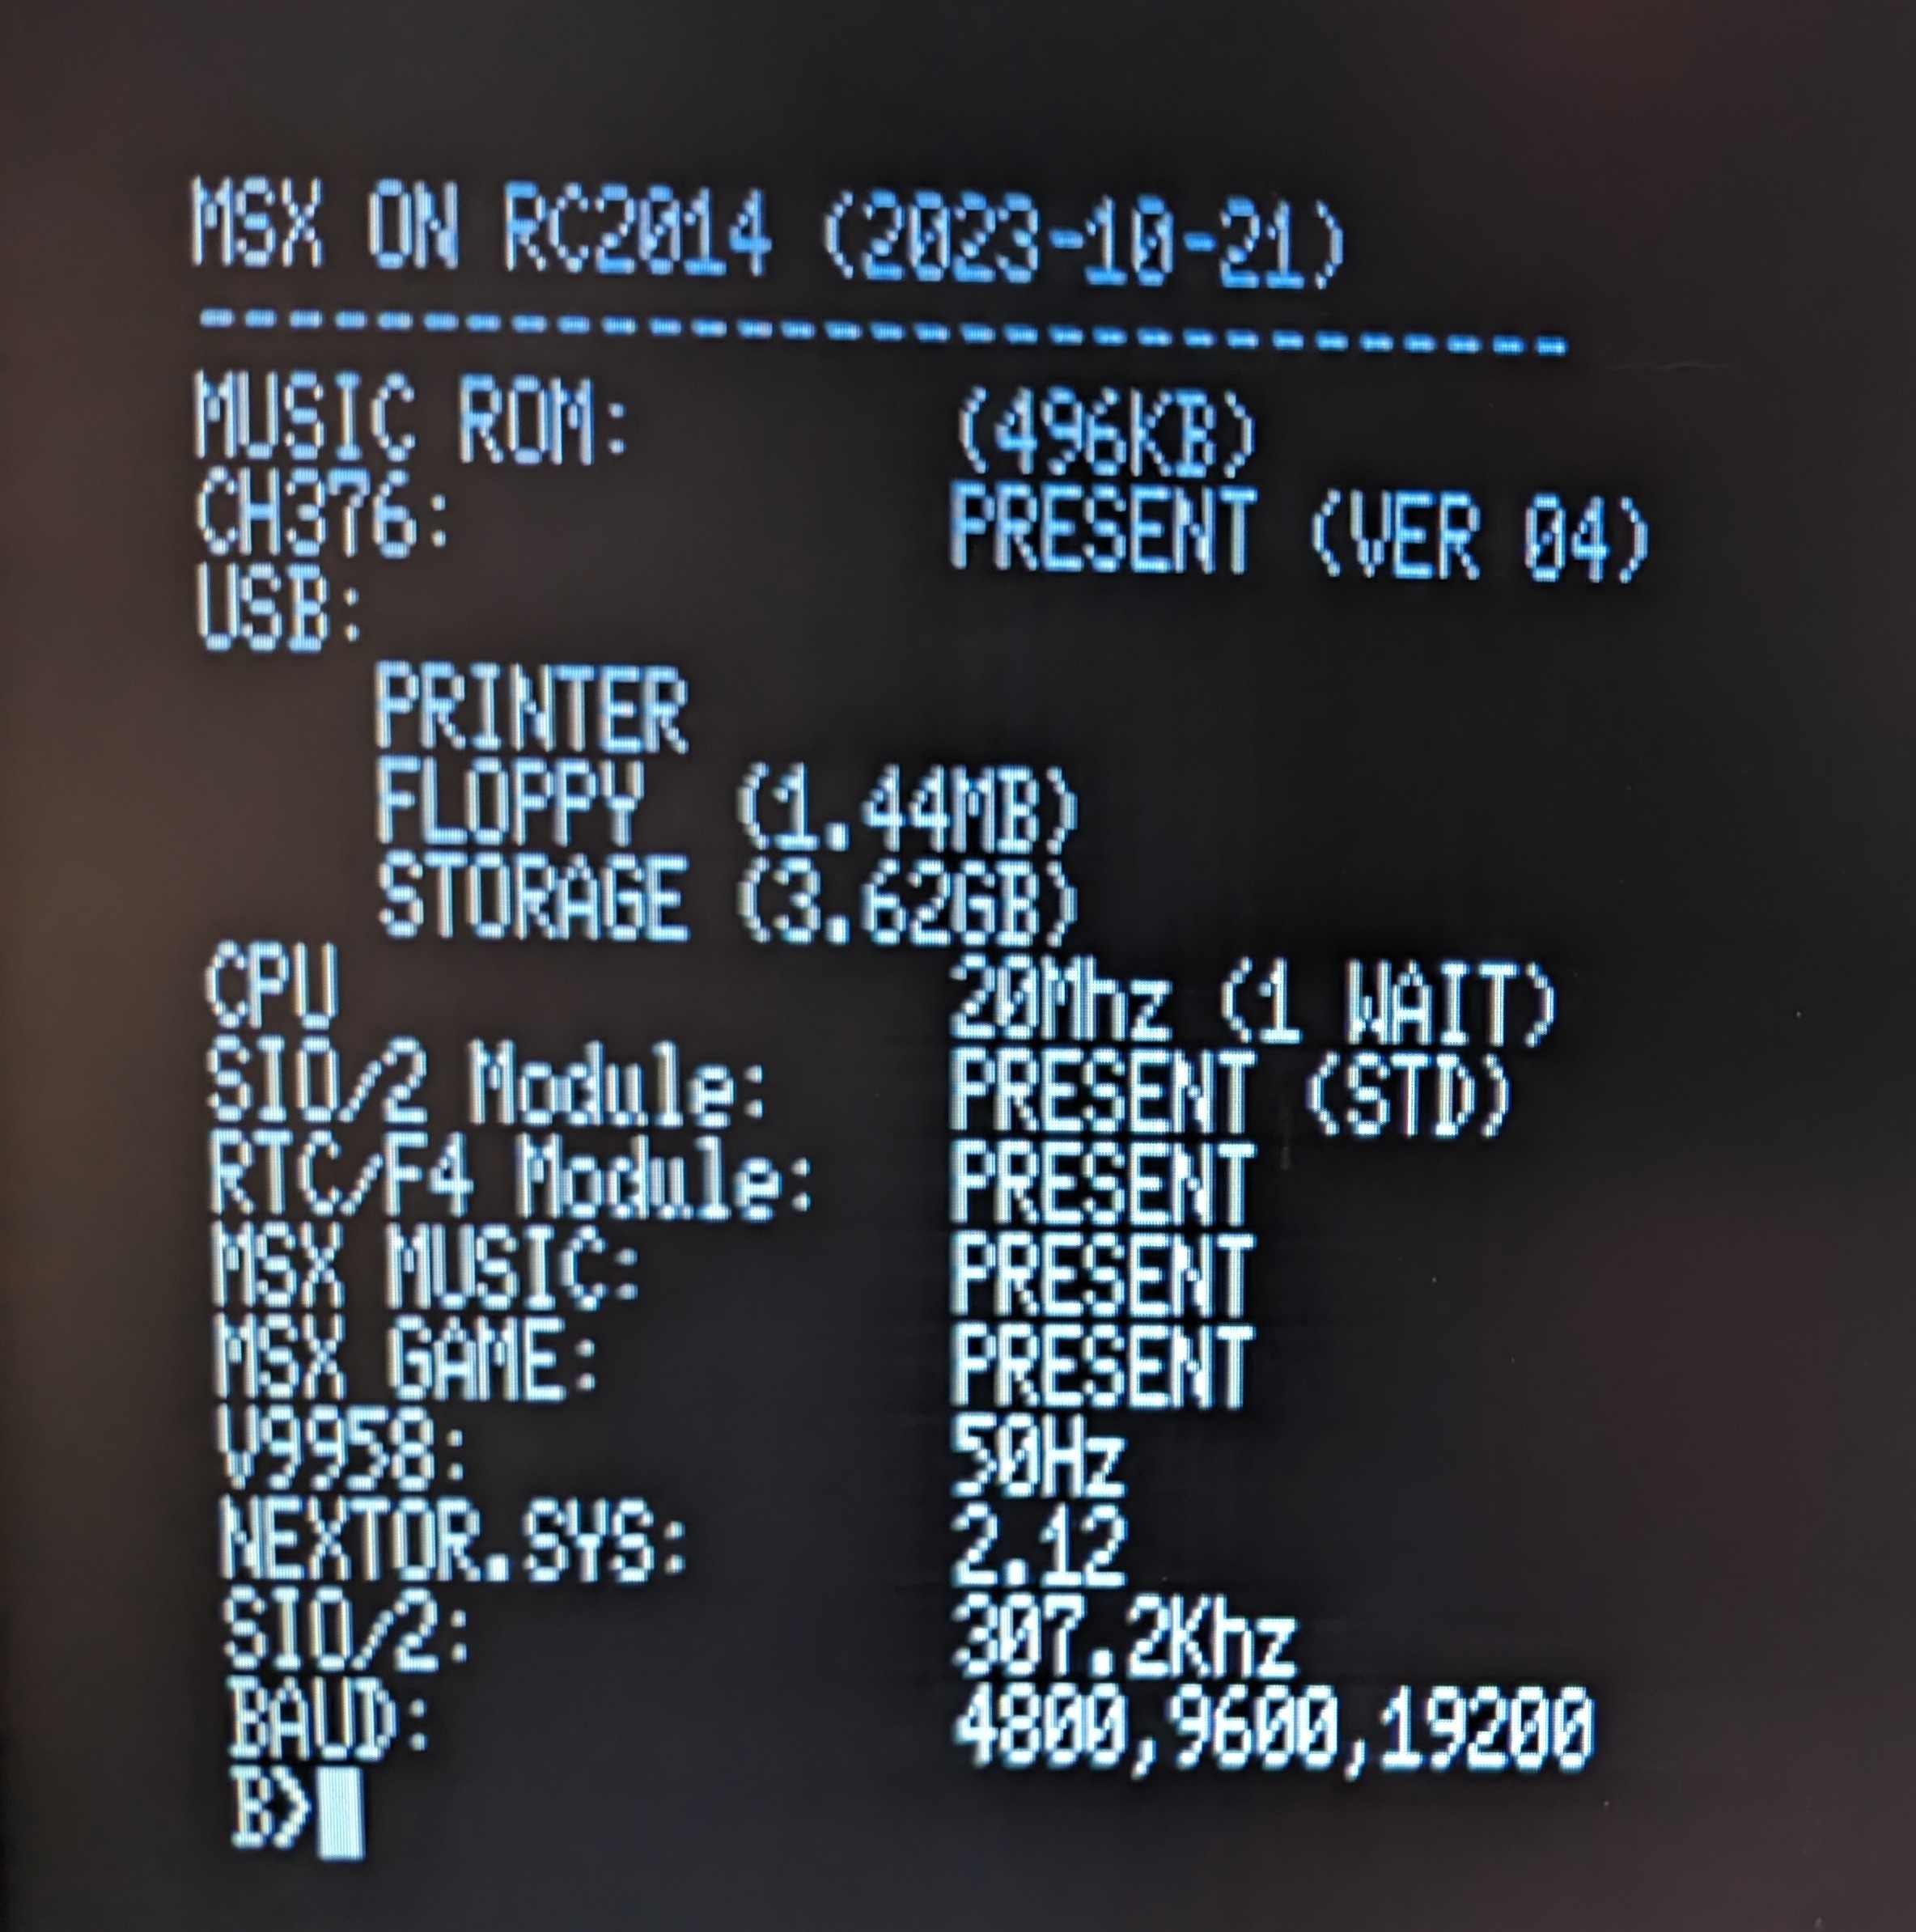 MSX ON RC2014 (2023-10-21)
-------------------------------
MUSIC ROM: (496KB)
CH376: PRESENT (VER 04)
USB:
PRINTER
FLOPPY (1.44MB)
STORAGE (3.62GB)
CPU 20Mhz (1 WAIT)
SIO/2 Module: PRESENT (STD)
RTC/F4 Module: PRESENT
MSX MUSIC: PRESENT
MSX GAME: PRESENT
V9958: 50Hz
NEXTOR.SYS: 2.12
SIO/2: 307.2Khz
BAUD: 4800,9600,19200
B>